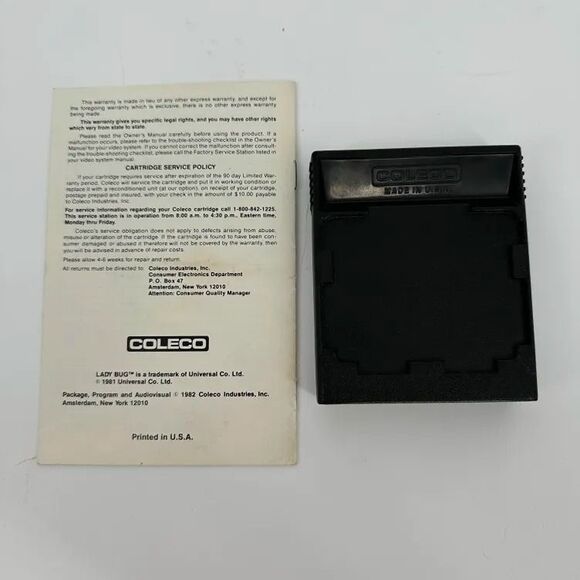 This warranty is made in lieu of any other express warranty, and except for
the foregoing warranty which is exclusive, there is no other express warranty
being made.
This warranty gives you specific legal rights, and you may have other rights
which vary from state to state.
Please read the Owner's Manual carefully before using the product. If a
malfunction occurs, please refer to the trouble-shooting checklist in the Owner's
Manual for your video system. If you cannot correct the malfunction after consult-
ing the trouble-shooting checklist, please call the Factory Service Station listed in
your video system manual.
CARTRIDGE SERVICE POLICY
If your cartridge requires service after expiration of the 90 day Limited War-
ranty period, Coleco will service the cartridge and put it in working condition or
replace it with a reconditioned unit (at our option), on receipt of your cartridge,
postage prepaid and insured, with your check in the amount of $10.00 payable
to Coleco Industries, Inc.
For service information regarding your Coleco cartridge call 1-800-842-1225.
This service station is in operation from 8:00 a.m. to 4:30 p.m., Eastern time,
Monday thru Friday.
Coleco's service obligation does not apply to defects arising from abuse,
misuse or alteration of the cartridge. If the cartridge is found to have been con-
sumer damaged or abused it therefore will not be covered by the warranty, then
you will be advised in advance of repair costs.
Please allow 4-6 weeks for repair and return.
All returns must be directed to: Coleco Industries, Inc.
Consumer Electronics Department
P.O. Box 47
Amsterdam, New York 12010
Attention: Consumer Quality Manager
COLECO
LADY BUG™ is a trademark of Universal Co. Ltd.
© 1981 Universal Co. Ltd.
Package, Program and Audiovisual © 1982 Coleco Industries, Inc.
Amsterdam, New York 12010
Printed in U.S.A.
COLECO
MADE IN